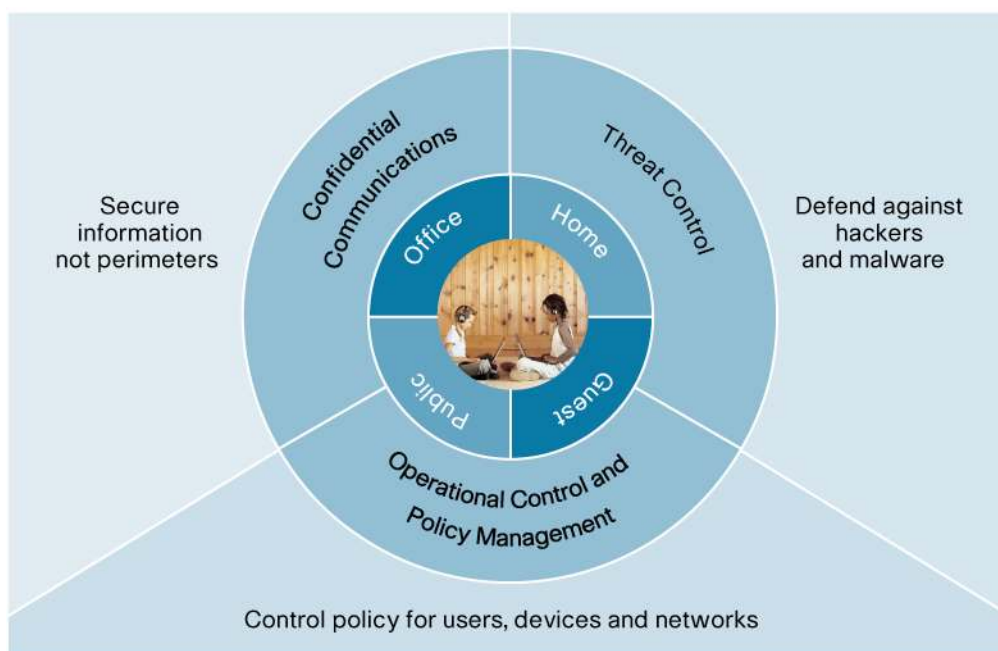 Confidential
Communications
Threat Control
Secure
information
not perimeters
Office
Home
Defend against
hackers
and malware
Public
Guest
Operational Control and
Policy Management
Control policy for users, devices and networks